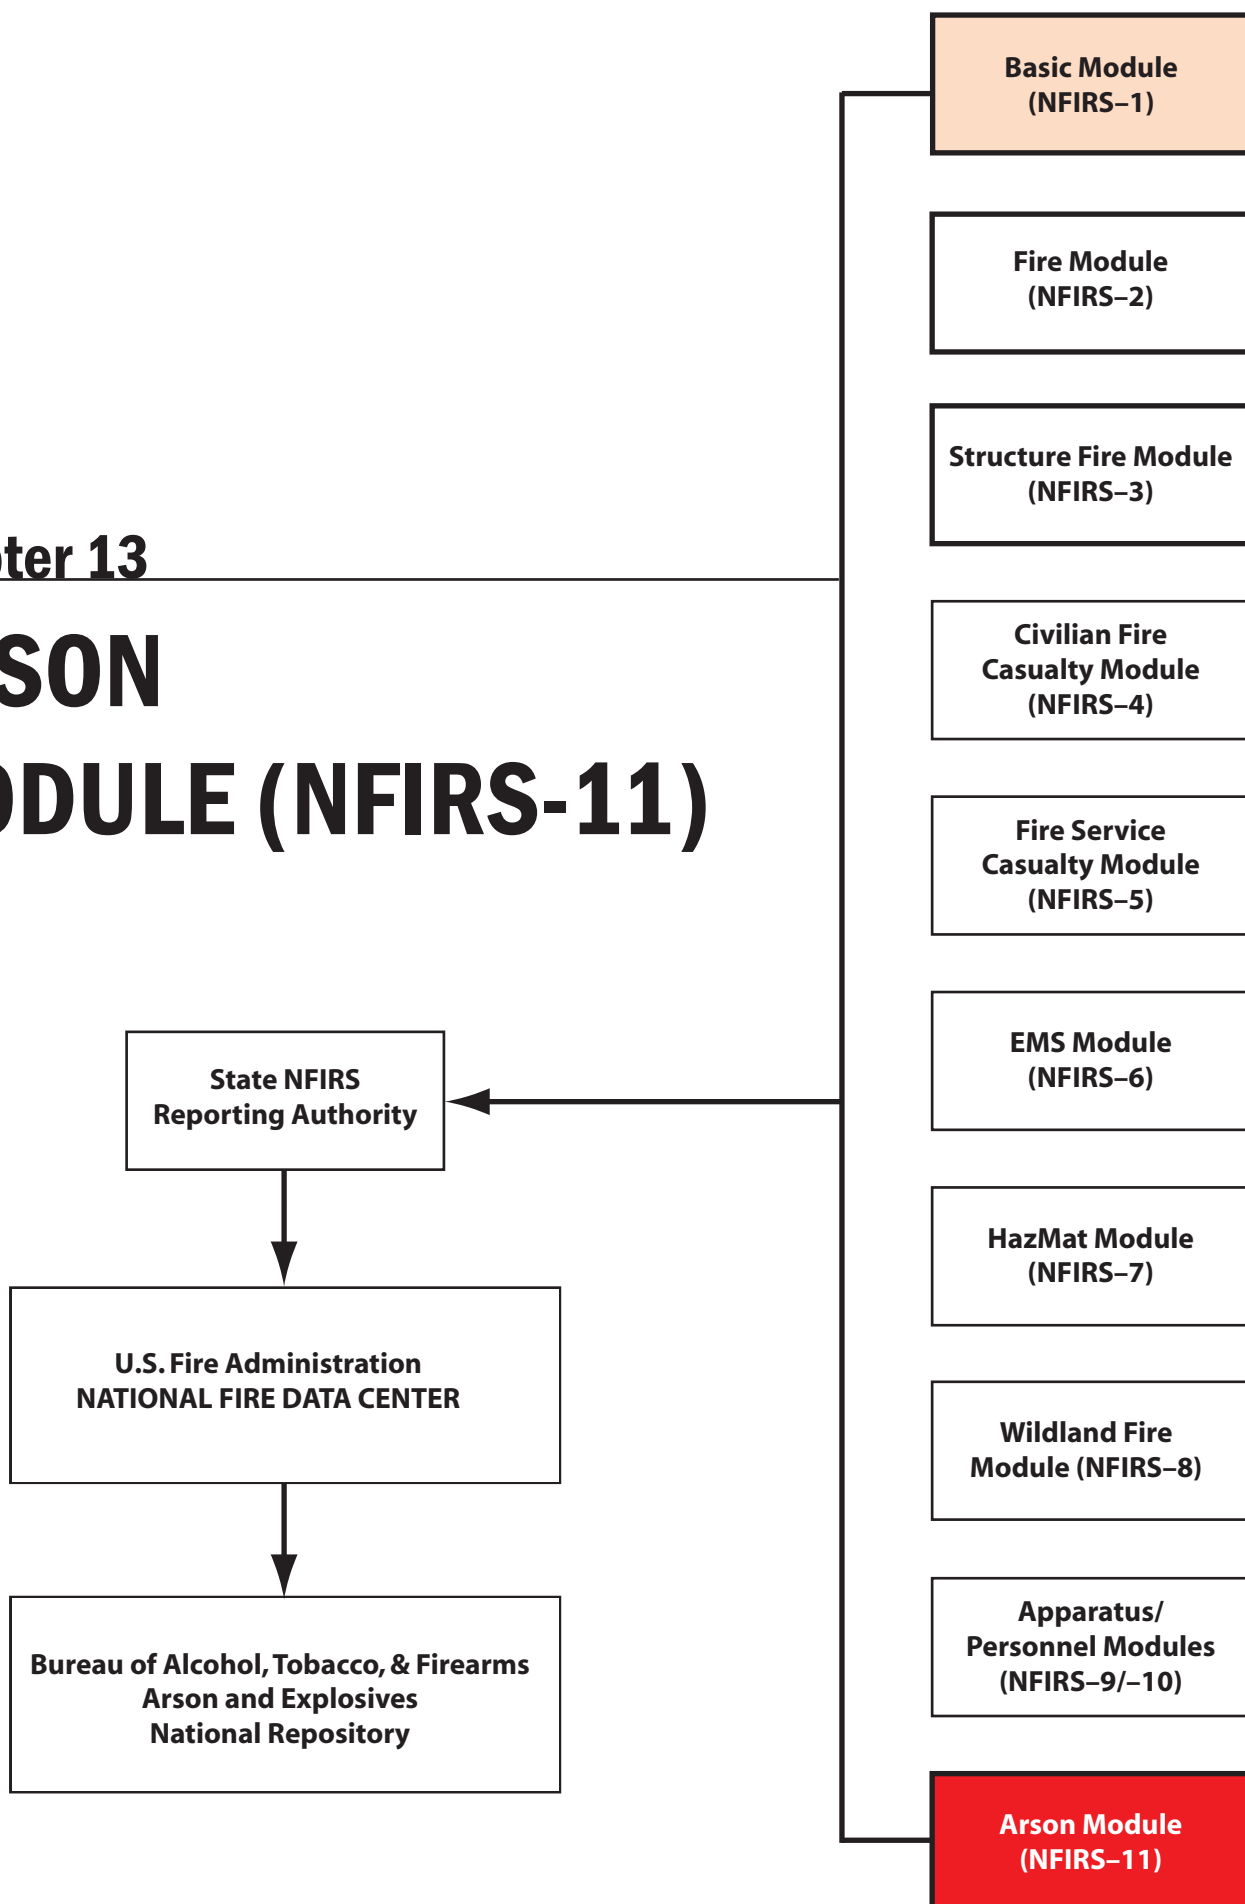 pter 13
SON
ODULE (NFIRS-11)
State NFIRS
Reporting Authority
U.S. Fire Administration
NATIONAL FIRE DATA CENTER
Bureau of Alcohol, Tobacco, & Firearms
Arson and Explosives
National Repository
Basic Module
(NFIRS–1)
Fire Module
(NFIRS–2)
Structure Fire Module
(NFIRS–3)
Civilian Fire
Casualty Module
(NFIRS–4)
Fire Service
Casualty Module
(NFIRS–5)
EMS Module
(NFIRS–6)
HazMat Module
(NFIRS–7)
Wildland Fire
Module (NFIRS–8)
Apparatus/
Personnel Modules
(NFIRS–9/–10)
Arson Module
(NFIRS–11)